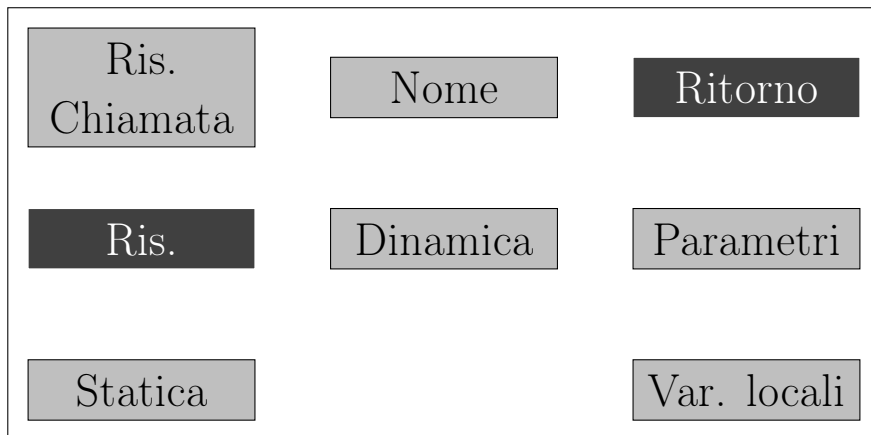 Ris.
Chiamata
Nome
Ritorno
Ris.
Dinamica
Parametri
Statica
Var. locali